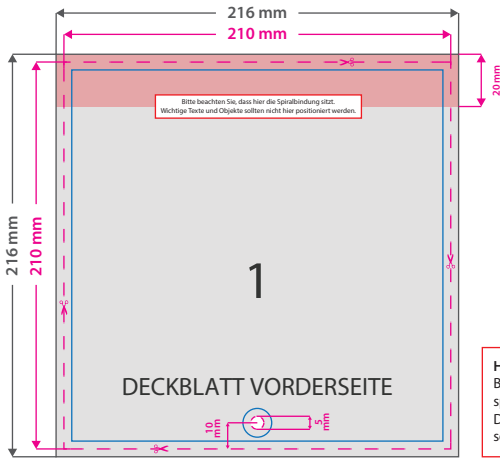 216 mm
210 mm
20 mm
Bitte beachten Sie, dass hier die Spiralbindung sitzt.
Wichtige Texte und Objekte sollten nicht hier positioniert werden.
216 mm
210 mm
1
DECKBLATT VORDERSEITE
10 mm
5 mm